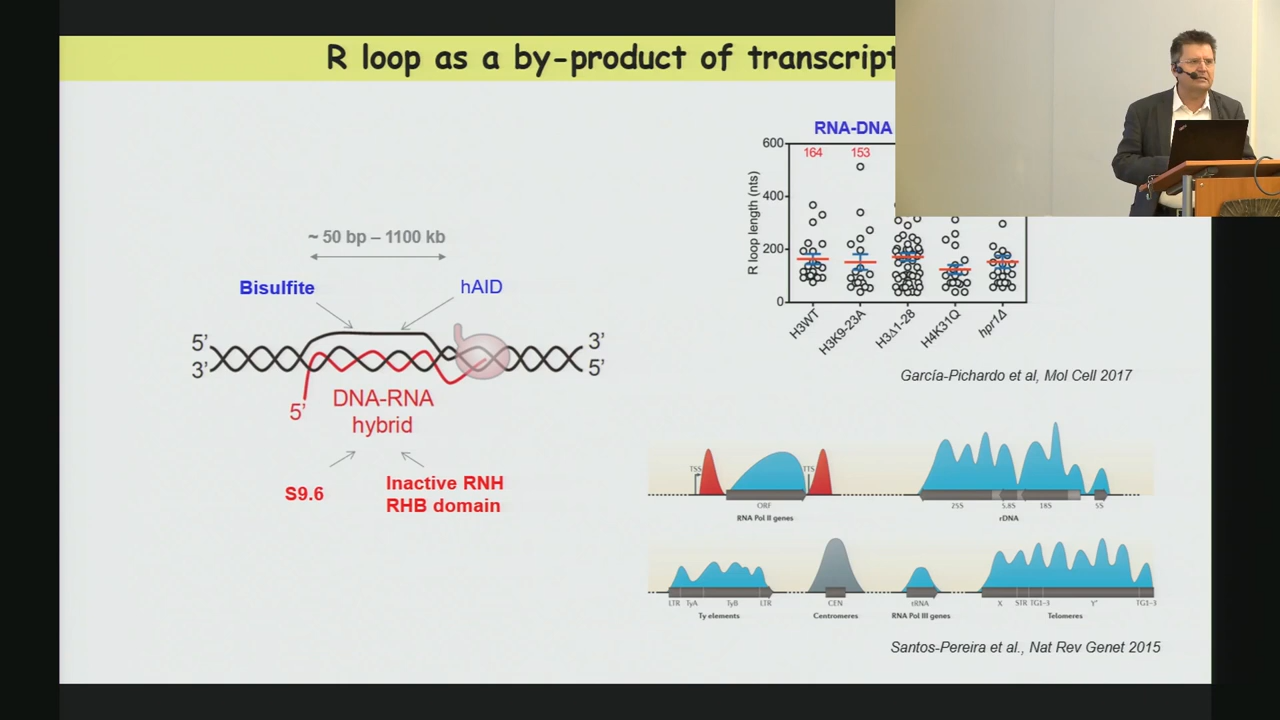 R loop as a by-product of transcript
~ 50 bp – 1100 kb
Bisulfite
hAID
5’
3’
3’
5’
5’
DNA-RNA
hybrid
S9.6
Inactive RNH
RHB domain
RNA-DNA
R loop length (nts)
600
400
200
0
164
153
H3WT
H3K9-23A
H3Δ1-28
H4K31Q
hpr1Δ
García-Pichardo et al, Mol Cell 2017
TSS
TTS
ORF
RNA Pol II genes
25S
5.8S
18S
5S
rDNA
LTR
TyA
TyB
LTR
Ty elements
CEN
Centromeres
tRNA
RNA Pol III genes
X
STR
TG1–3
Y’
TG1–3
Telomeres
Santos-Pereira et al., Nat Rev Genet 2015